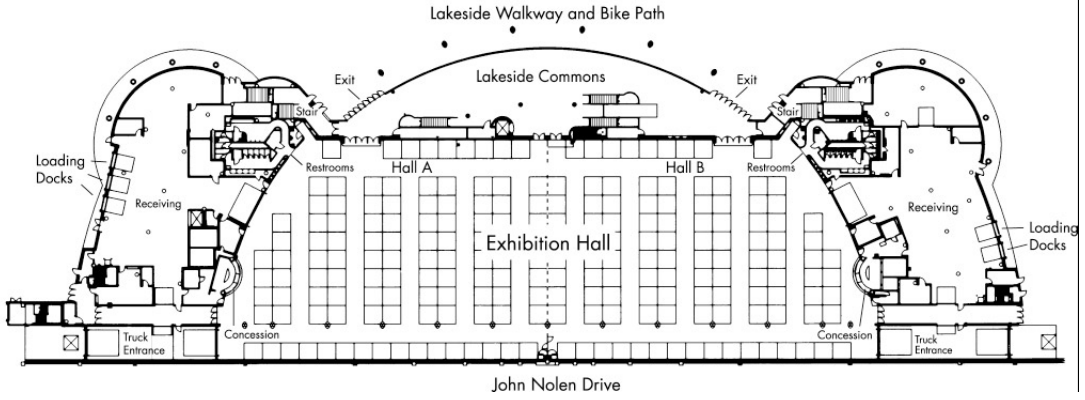 Lakeside Walkway and Bike Path
Exit
Lakeside Commons
Exit
Stair
Stair
Restrooms
Hall A
Hall B
Restrooms
Loading
Docks
Receiving
Receiving
Loading
Docks
Exhibition Hall
Concession
Concession
Truck
Entrance
Truck
Entrance
John Nolen Drive